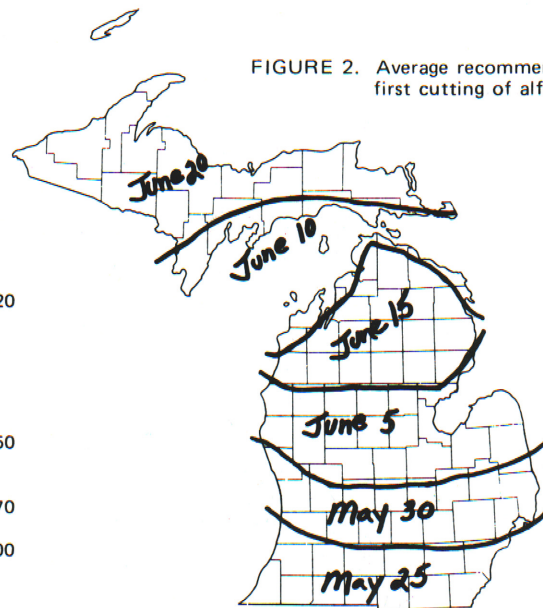 FIGURE 2. Average recomme
first cutting of alf
June 20
June 10
20
June 15
June 5
60
May 30
70
00
May 25